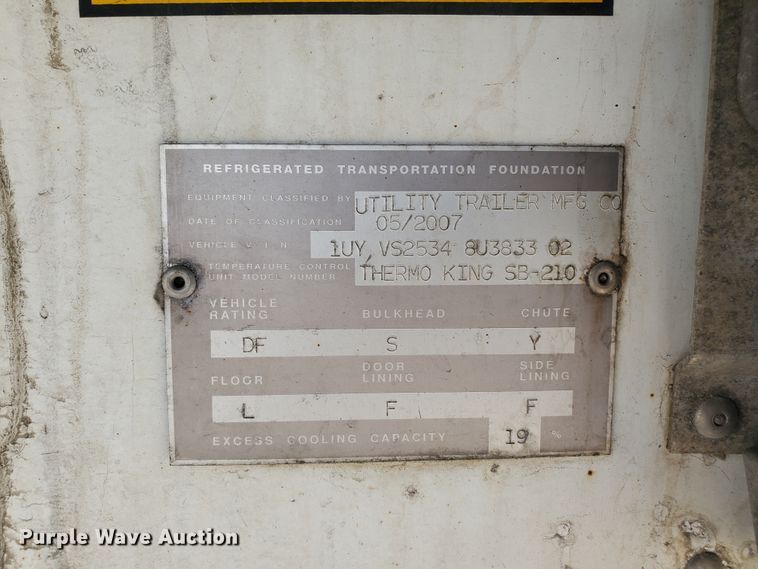 REFRIGERATED TRANSPORTATION FOUNDATION
EQUIPMENT CLASSIFIED BY UTILITY TRAILER MFG CO
DATE OF CLASSIFICATION 05/2007
VEHICLE V.I.N. 1UY VS2534 8U3833 02
TEMPERATURE CONTROL UNIT MODEL NUMBER THERMO KING SB-210
VEHICLE RATING BULKHEAD CHUTE
DF S Y
FLOOR DOOR LINING SIDE LINING
L F F
EXCESS COOLING CAPACITY 19 %
Purple Wave Auction